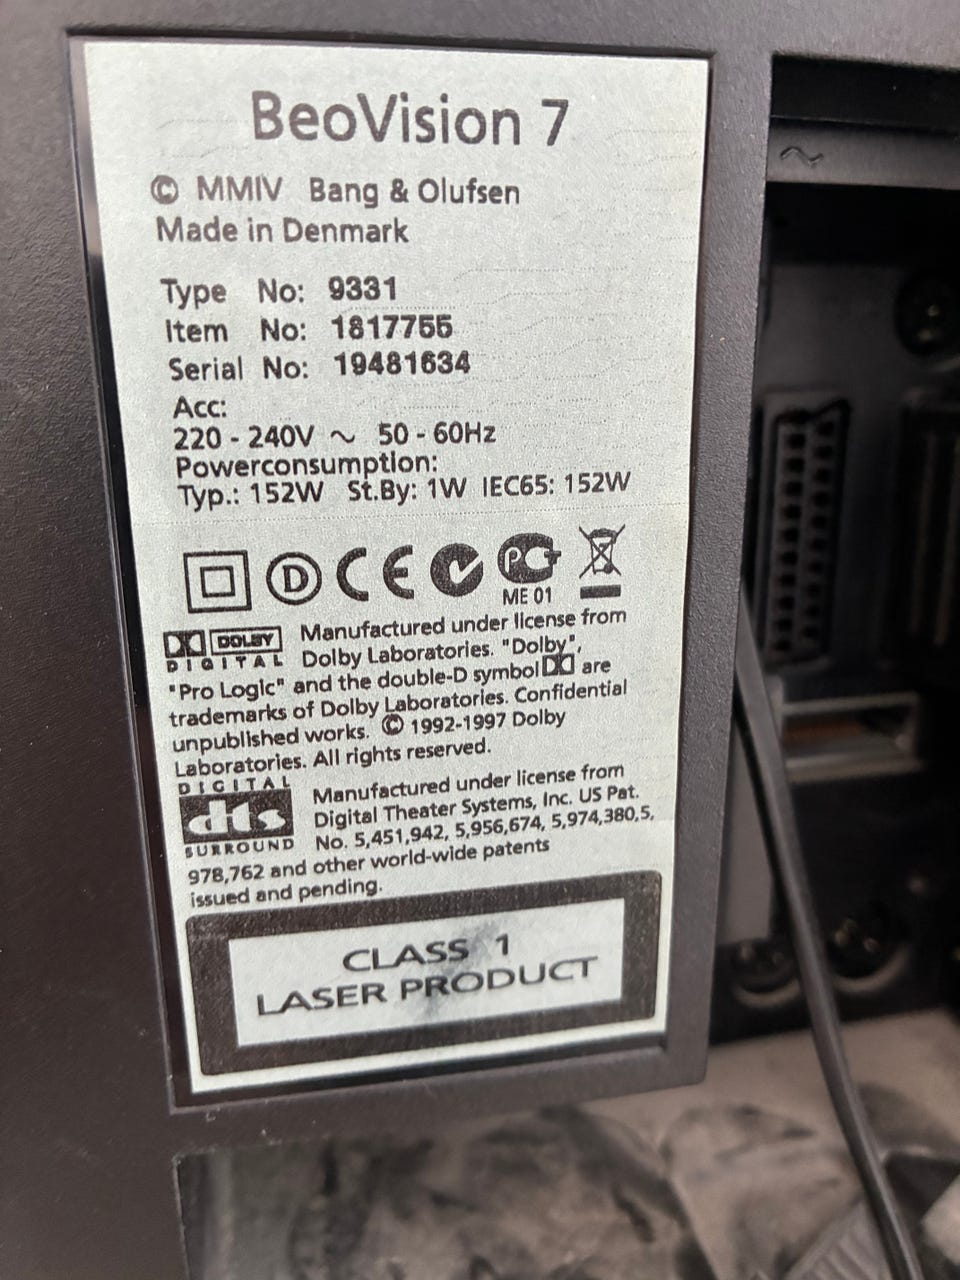 BeoVision 7
© MMIV Bang & Olufsen
Made in Denmark
Type No: 9331
Item No: 1817755
Serial No: 19481634
Acc:
220 - 240V ~ 50 - 60Hz
Powerconsumption:
Typ.: 152W St.By: 1W IEC65: 152W
D CE PC
ME 01
DOLBY
DIGITAL
Manufactured under license from
Dolby Laboratories. "Dolby",
"Pro Logic" and the double-D symbol are
trademarks of Dolby Laboratories. Confidential
unpublished works. © 1992-1997 Dolby
Laboratories. All rights reserved.
DIGITAL
dts
SURROUND
Manufactured under license from
Digital Theater Systems, Inc. US Pat.
No. 5,451,942, 5,956,674, 5,974,380,5,
978,762 and other world-wide patents
issued and pending.
CLASS 1
LASER PRODUCT
~